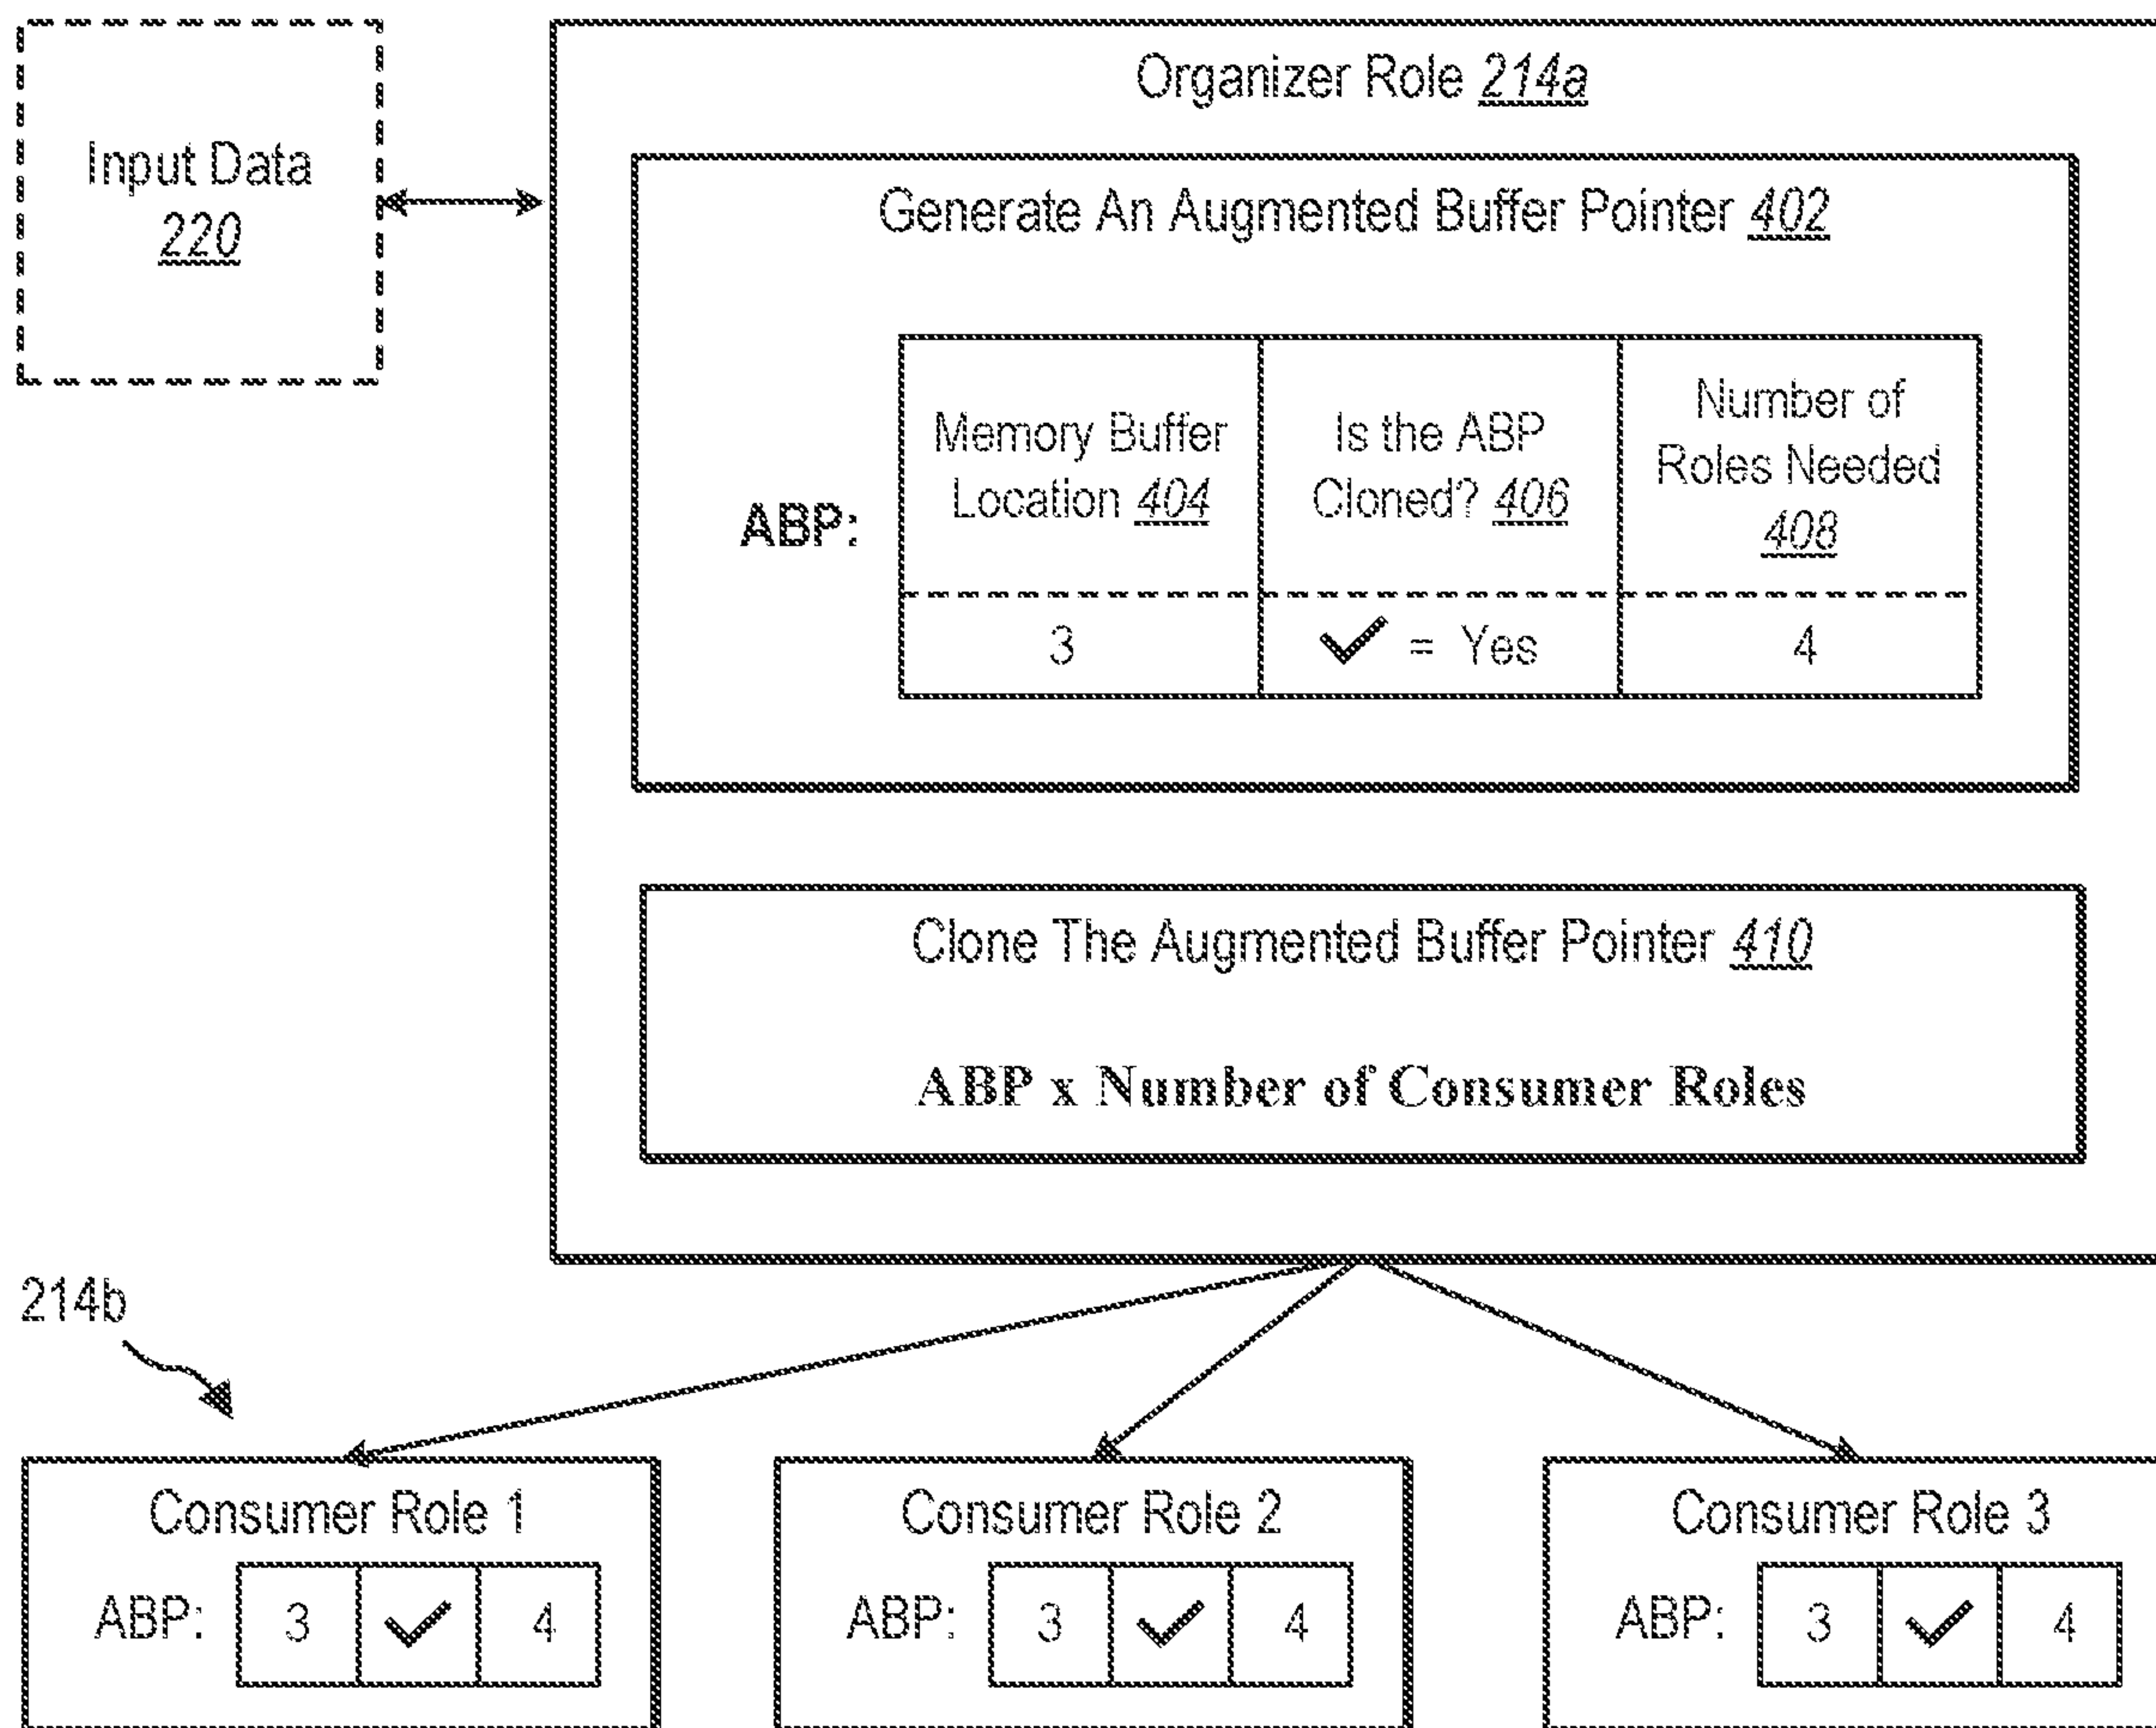 Input Data
220
Organizer Role 214a
Generate An Augmented Buffer Pointer 402
ABP:
Memory Buffer
Location 404
Is the ABP
Cloned? 406
Number of
Roles Needed
408
3
✓ = Yes
4
Clone The Augmented Buffer Pointer 410
ABP x Number of Consumer Roles
214b
Consumer Role 1
ABP: 3 ✓ 4
Consumer Role 2
ABP: 3 ✓ 4
Consumer Role 3
ABP: 3 ✓ 4